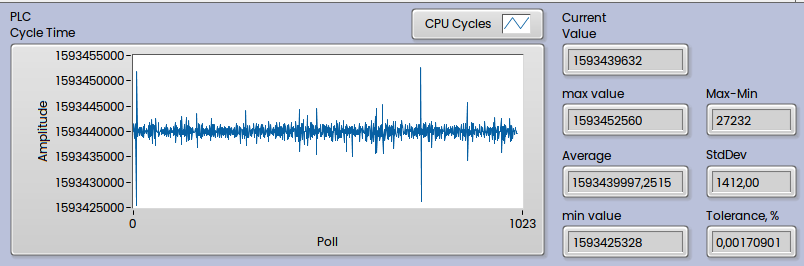 PLC
Cycle Time
CPU Cycles
1593455000
1593450000
1593445000
1593440000
1593435000
1593430000
1593425000
Amplitude
0
1023
Poll
Current
Value
1593439632
max value
1593452560
Max-Min
27232
Average
1593439997,2515
StdDev
1412,00
min value
1593425328
Tolerance, %
0,00170901